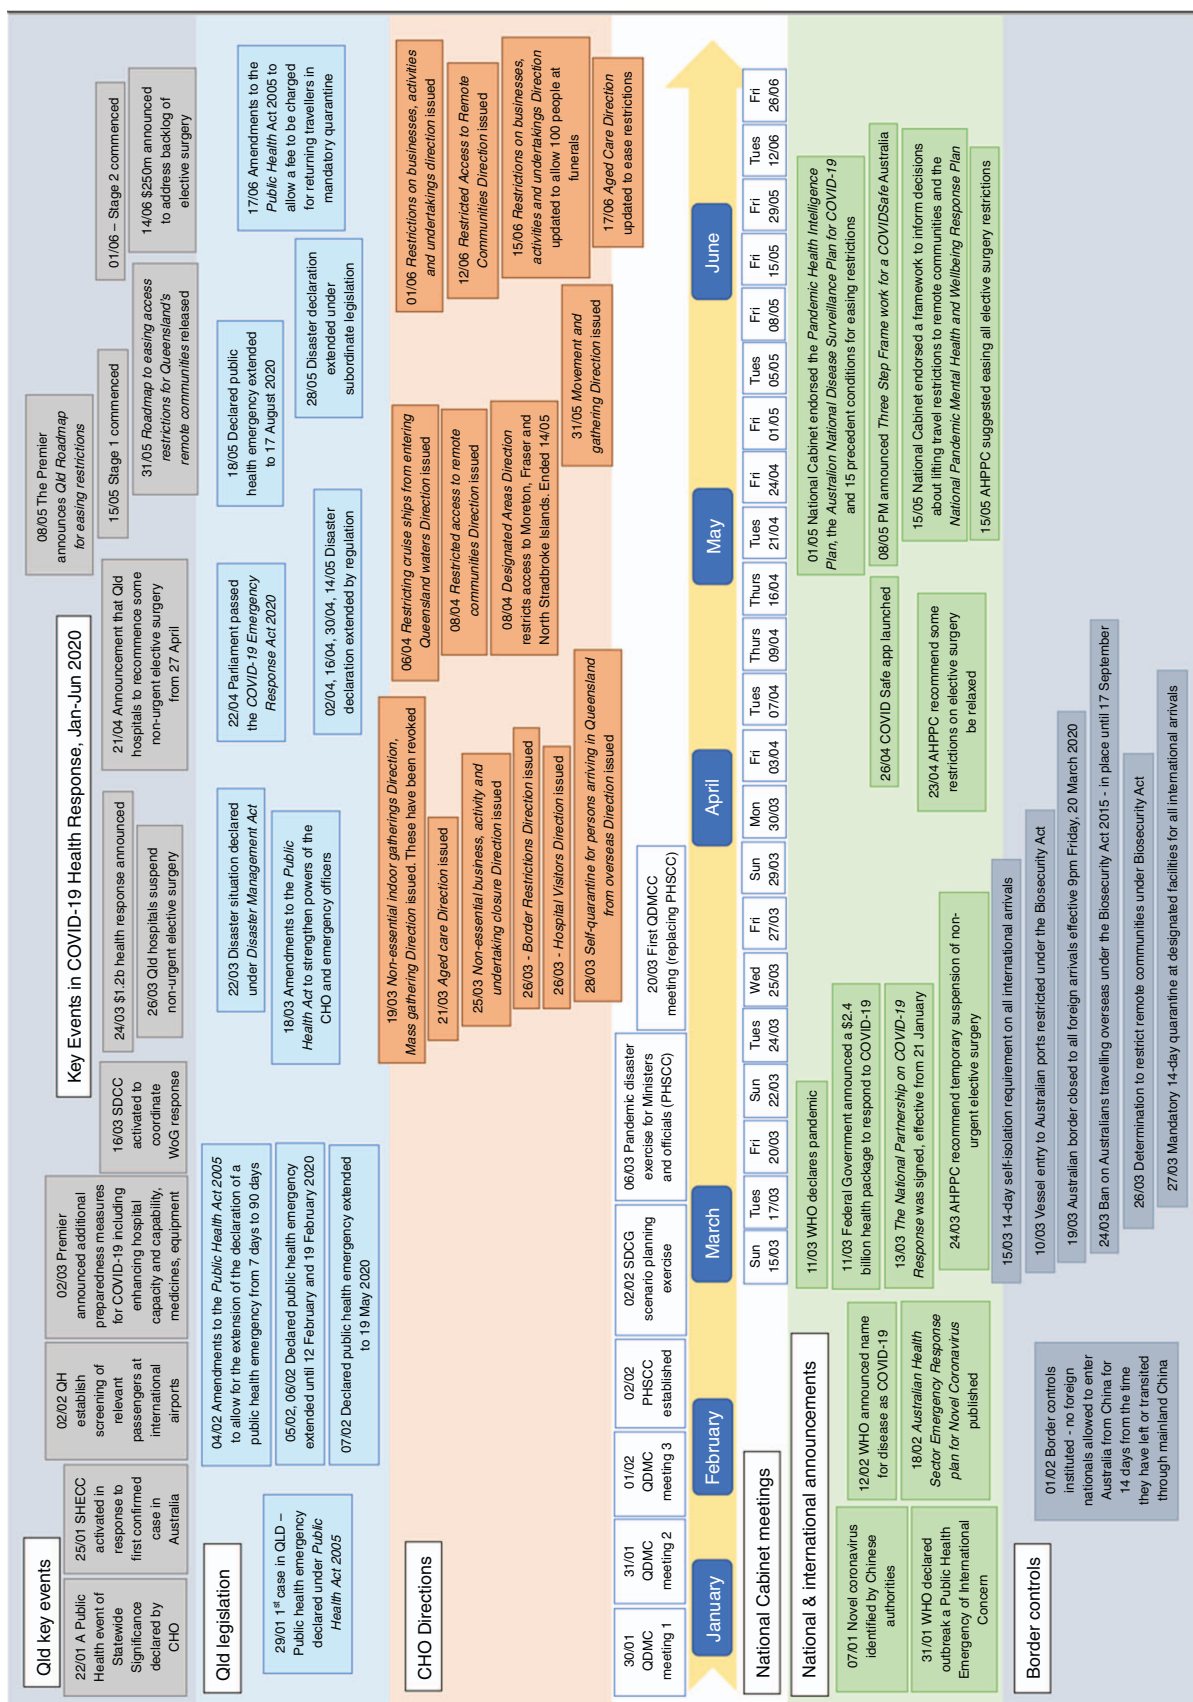 Key Events in COVID-19 Health Response, Jan-Jun 2020
Qld key events
22/01 A Public
Health event of
Statewide
Significance
declared by
CHO
25/01 SHECC
activated in
response to
first confirmed
case in
Australia
02/02 QH
establish
screening of
relevant
passengers at
international
airports
02/03 Premier
announced additional
preparedness measures
for COVID-19 including
enhancing hospital
capacity and capability,
medicines, equipment
16/03 SDCC
activated to
coordinate
WoG response
24/03 $1.2b health response announced
26/03 Qld hospitals suspend
non-urgent elective surgery
21/04 Announcement that Qld
hospitals to recommence some
non-urgent elective surgery
from 27 April
08/05 The Premier
announces Qld Roadmap
for easing restrictions
15/05 Stage 1 commenced
31/05 Roadmap to easing access
restrictions for Queensland's
remote communities released
01/06 – Stage 2 commenced
14/06 $250m announced
to address backlog of
elective surgery
Qld legislation
29/01 1st case in QLD –
Public health emergency
declared under Public
Health Act 2005
04/02 Amendments to the Public Health Act 2005
to allow for the extension of the declaration of a
public health emergency from 7 days to 90 days
05/02, 06/02 Declared public health emergency
extended until 12 February and 19 February 2020
07/02 Declared public health emergency extended
to 19 May 2020
22/03 Disaster situation declared
under Disaster Management Act
18/03 Amendments to the Public
Health Act to strengthen powers of the
CHO and emergency officers
22/04 Parliament passed
the COVID-19 Emergency
Response Act 2020
02/04, 16/04, 30/04, 14/05 Disaster
declaration extended by regulation
18/05 Declared public
health emergency extended
to 17 August 2020
28/05 Disaster declaration
extended under
subordinate legislation
17/06 Amendments to the
Public Health Act 2005 to
allow a fee to be charged
for returning travellers in
mandatory quarantine
CHO Directions
19/03 Non-essential indoor gatherings Direction,
Mass gathering Direction issued. These have been revoked
21/03 Aged care Direction issued
25/03 Non-essential business, activity and
undertaking closure Direction issued
26/03 - Border Restrictions Direction issued
26/03 - Hospital Visitors Direction issued
28/03 Self-quarantine for persons arriving in Queensland
from overseas Direction issued
06/04 Restricting cruise ships from entering
Queensland waters Direction issued
08/04 Restricted access to remote
communities Direction issued
08/04 Designated Areas Direction
restricts access to Moreton, Fraser and
North Stradbroke Islands. Ended 14/05
31/05 Movement and
gathering Direction issued
01/06 Restrictions on businesses, activities
and undertakings direction issued
12/06 Restricted Access to Remote
Communities Direction issued
15/06 Restrictions on businesses,
activities and undertakings Direction
updated to allow 100 people at
funerals
17/06 Aged Care Direction
updated to ease restrictions
30/01
QDMC
meeting 1
31/01
QDMC
meeting 2
01/02
QDMC
meeting 3
02/02
PHSCC
established
02/02 SDCG
scenario planning
exercise
06/03 Pandemic disaster
exercise for Ministers
and officials (PHSCC)
20/03 First QDMCC
meeting (replacing PHSCC)
January
February
March
April
May
June
National Cabinet meetings
Sun
15/03
Tues
17/03
Fri
20/03
Sun
22/03
Tues
24/03
Wed
25/03
Fri
27/03
Sun
29/03
Mon
30/03
Fri
03/04
Tues
07/04
Thurs
09/04
Thurs
16/04
Tues
21/04
Fri
24/04
Fri
01/05
Tues
05/05
Fri
08/05
Fri
15/05
Fri
29/05
Tues
12/06
Fri
26/06
National & international announcements
07/01 Novel coronavirus
identified by Chinese
authorities
31/01 WHO declared
outbreak a Public Health
Emergency of International
Concern
12/02 WHO announced name
for disease as COVID-19
18/02 Australian Health
Sector Emergency Response
plan for Novel Coronavirus
published
11/03 WHO declares pandemic
11/03 Federal Government announced a $2.4
billion health package to respond to COVID-19
13/03 The National Partnership on COVID-19
Response was signed, effective from 21 January
24/03 AHPPC recommend temporary suspension of non-
urgent elective surgery
26/04 COVID Safe app launched
23/04 AHPPC recommend some
restrictions on elective surgery
be relaxed
01/05 National Cabinet endorsed the Pandemic Health Intelligence
Plan, the Australian National Disease Surveillance Plan for COVID-19
and 15 precedent conditions for easing restrictions
08/05 PM announced Three Step Frame work for a COVIDSafe Australia
15/05 National Cabinet endorsed a framework to inform decisions
about lifting travel restrictions to remote communities and the
National Pandemic Mental Health and Wellbeing Response Plan
15/05 AHPPC suggested easing all elective surgery restrictions
Border controls
01/02 Border controls
instituted - no foreign
nationals allowed to enter
Australia from China for
14 days from the time
they have left or transited
through mainland China
15/03 14-day self-isolation requirement on all international arrivals
10/03 Vessel entry to Australian ports restricted under the Biosecurity Act
19/03 Australian border closed to all foreign arrivals effective 9pm Friday, 20 March 2020
24/03 Ban on Australians travelling overseas under the Biosecurity Act 2015 - in place until 17 September
26/03 Determination to restrict remote communities under Biosecurity Act
27/03 Mandatory 14-day quarantine at designated facilities for all international arrivals